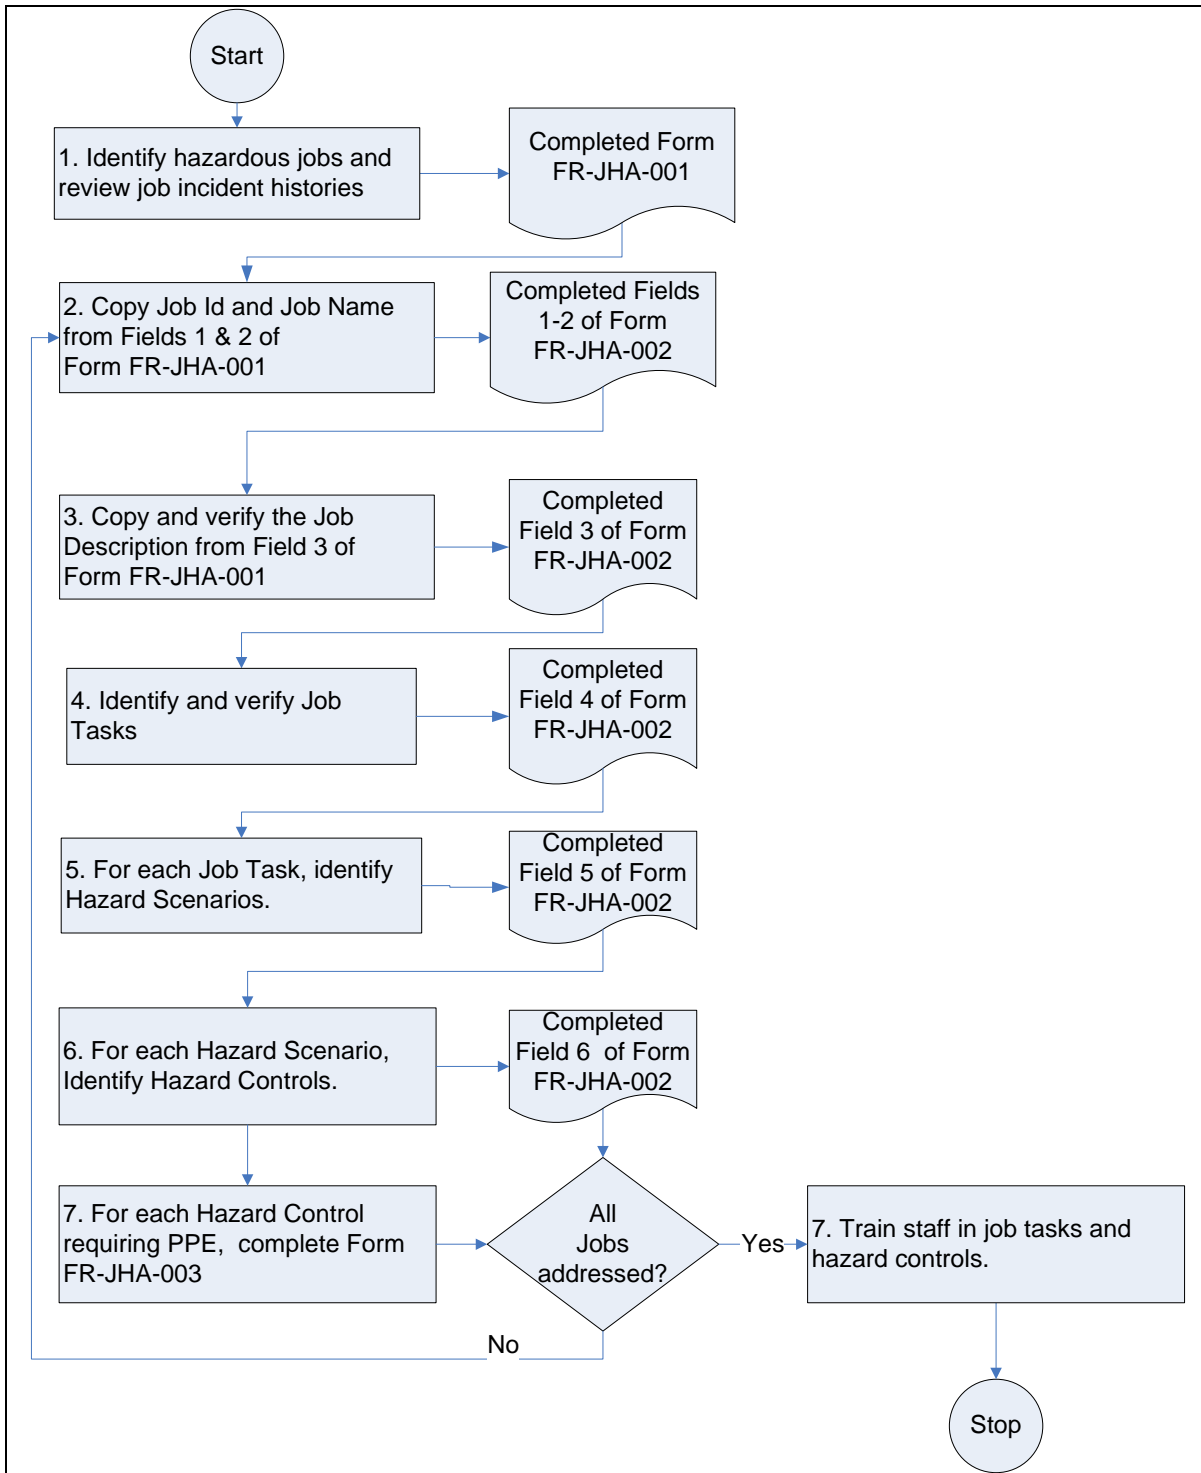 Start
1. Identify hazardous jobs and
review job incident histories
Completed Form
FR-JHA-001
2. Copy Job Id and Job Name
from Fields 1 & 2 of
Form FR-JHA-001
Completed Fields
1-2 of Form
FR-JHA-002
3. Copy and verify the Job
Description from Field 3 of
Form FR-JHA-001
Completed
Field 3 of Form
FR-JHA-002
4. Identify and verify Job
Tasks
Completed
Field 4 of Form
FR-JHA-002
5. For each Job Task, identify
Hazard Scenarios.
Completed
Field 5 of Form
FR-JHA-002
6. For each Hazard Scenario,
Identify Hazard Controls.
Completed
Field 6  of Form
FR-JHA-002
7. For each Hazard Control
requiring PPE,  complete Form
FR-JHA-003
All
Jobs
addressed?
Yes
7. Train staff in job tasks and
hazard controls.
No
Stop